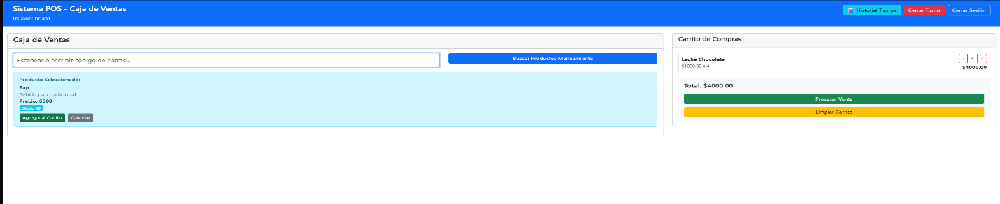 Sistema POS - Caja de Ventas
Usuario: brian1
📊 Historial Turnos
Cerrar Turno
Cerrar Sesión
Caja de Ventas
Escanear o escribir código de barras...
Buscar Productos Manualmente
Producto Seleccionado:
Pap
Bebida pap tradicional
Precio: $500
Stock: 49
Agregar al Carrito
Cancelar
Carrito de Compras
Leche Chocolate
$1000.00 x 4
- + ×
$4000.00
Total: $4000.00
Procesar Venta
Limpiar Carrito